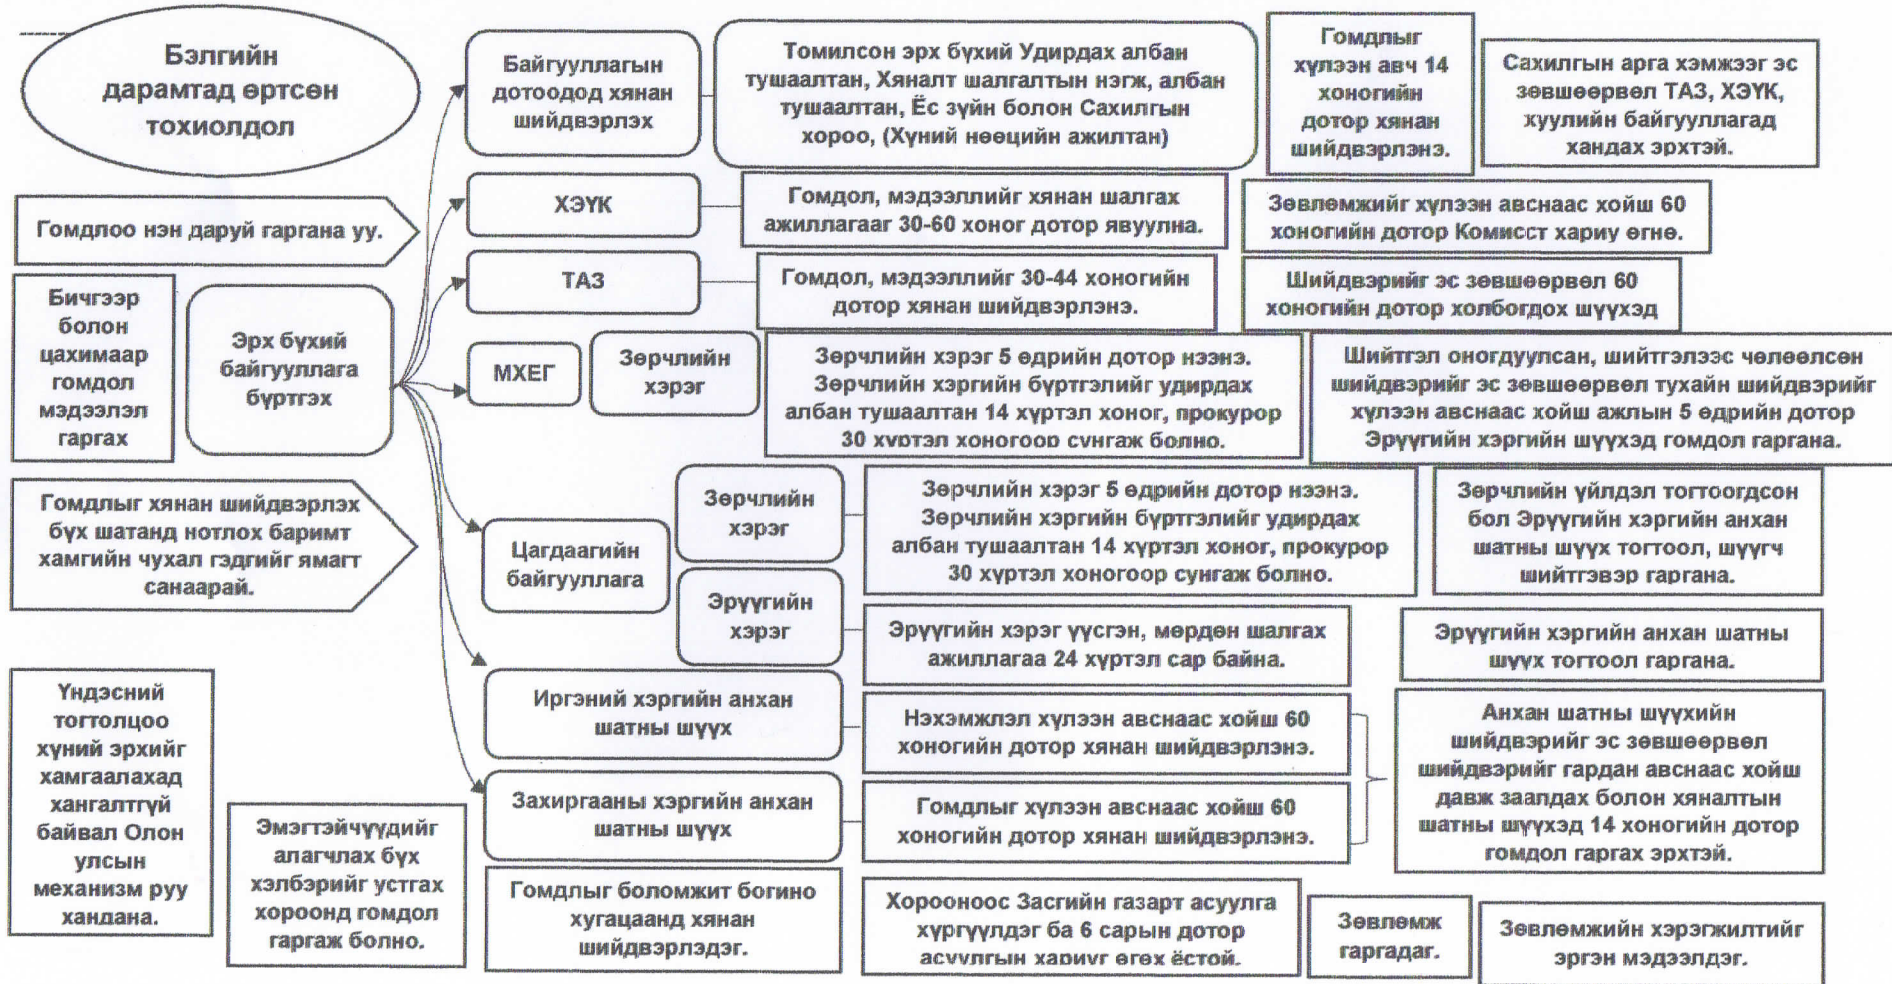 Бэлгийн
дарамтад өртсөн
тохиолдол
Байгууллагын
дотоодод хянан
шийдвэрлэх
Томилсон эрх бүхий Удирдах албан
тушаалтан, Хяналт шалгалтын нэгж, албан
тушаалтан, Ёс зүйн болон Сахилгын
хороо, (Хүний нөөцийн ажилтан)
Гомдлыг
хүлээн авч 14
хоногийн
дотор хянан
шийдвэрлэнэ.
Сахилгын арга хэмжээг эс
зөвшөөрвөл ТАЗ, ХЭҮК,
хуулийн байгууллагад
хандах эрхтэй.
Гомдлоо нэн даруй гаргана уу.
ХЭҮК
Гомдол, мэдээллийг хянан шалгах
ажиллагааг 30-60 хоног дотор явуулна.
Зөвлөмжийг хүлээн авснаас хойш 60
хоногийн дотор Комисст хариу өгнө.
ТАЗ
Гомдол, мэдээллийг 30-44 хоногийн
дотор хянан шийдвэрлэнэ.
Шийдвэрийг эс зөвшөөрвөл 60
хоногийн дотор холбогдох шүүхэд
Бичгээр
болон
цахимаар
гомдол
мэдээлэл
гаргах
Эрх бүхий
байгууллага
бүртгэх
МХЕГ
Зөрчлийн
хэрэг
Зөрчлийн хэрэг 5 өдрийн дотор нээнэ.
Зөрчлийн хэргийн бүртгэлийг удирдах
албан тушаалтан 14 хүртэл хоног, прокурор
30 хүртэл хоногоор сунгаж болно.
Шийтгэл оногдуулсан, шийтгэлээс чөлөөлсөн
шийдвэрийг эс зөвшөөрвөл тухайн шийдвэрийг
хүлээн авснаас хойш ажлын 5 өдрийн дотор
Эрүүгийн хэргийн шүүхэд гомдол гаргана.
Гомдлыг хянан шийдвэрлэх
бүх шатанд нотлох баримт
хамгийн чухал гэдгийг ямагт
санаарай.
Цагдаагийн
байгууллага
Зөрчлийн
хэрэг
Зөрчлийн хэрэг 5 өдрийн дотор нээнэ.
Зөрчлийн хэргийн бүртгэлийг удирдах
албан тушаалтан 14 хүртэл хоног, прокурор
30 хүртэл хоногоор сунгаж болно.
Зөрчлийн үйлдэл тогтоогдсон
бол Эрүүгийн хэргийн анхан
шатны шүүх тогтоол, шүүгч
шийтгэвэр гаргана.
Эрүүгийн
хэрэг
Эрүүгийн хэрэг үүсгэн, мөрдөн шалгах
ажиллагаа 24 хүртэл сар байна.
Эрүүгийн хэргийн анхан шатны
шүүх тогтоол гаргана.
Иргэний хэргийн анхан
шатны шүүх
Нэхэмжлэл хүлээн авснаас хойш 60
хоногийн дотор хянан шийдвэрлэнэ.
Захиргааны хэргийн анхан
шатны шүүх
Гомдлыг хүлээн авснаас хойш 60
хоногийн дотор хянан шийдвэрлэнэ.
Анхан шатны шүүхийн
шийдвэрийг эс зөвшөөрвөл
шийдвэрийг гардан авснаас хойш
давж заалдах болон хяналтын
шатны шүүхэд 14 хоногийн дотор
гомдол гаргах эрхтэй.
Үндэсний
тогтолцоо
хүний эрхийг
хамгаалахад
хангалтгүй
байвал Олон
улсын
механизм руу
хандана.
Эмэгтэйчүүдийг
алагчлах бүх
хэлбэрийг устгах
хороонд гомдол
гаргаж болно.
Гомдлыг боломжит богино
хугацаанд хянан
шийдвэрлэдэг.
Хорооноос Засгийн газарт асуулга
хүргүүлдэг ба 6 сарын дотор
асуулгын хариуг өгөх ёстой.
Зөвлөмж
гаргадаг.
Зөвлөмжийн хэрэгжилтийг
эргэн мэдээлдэг.